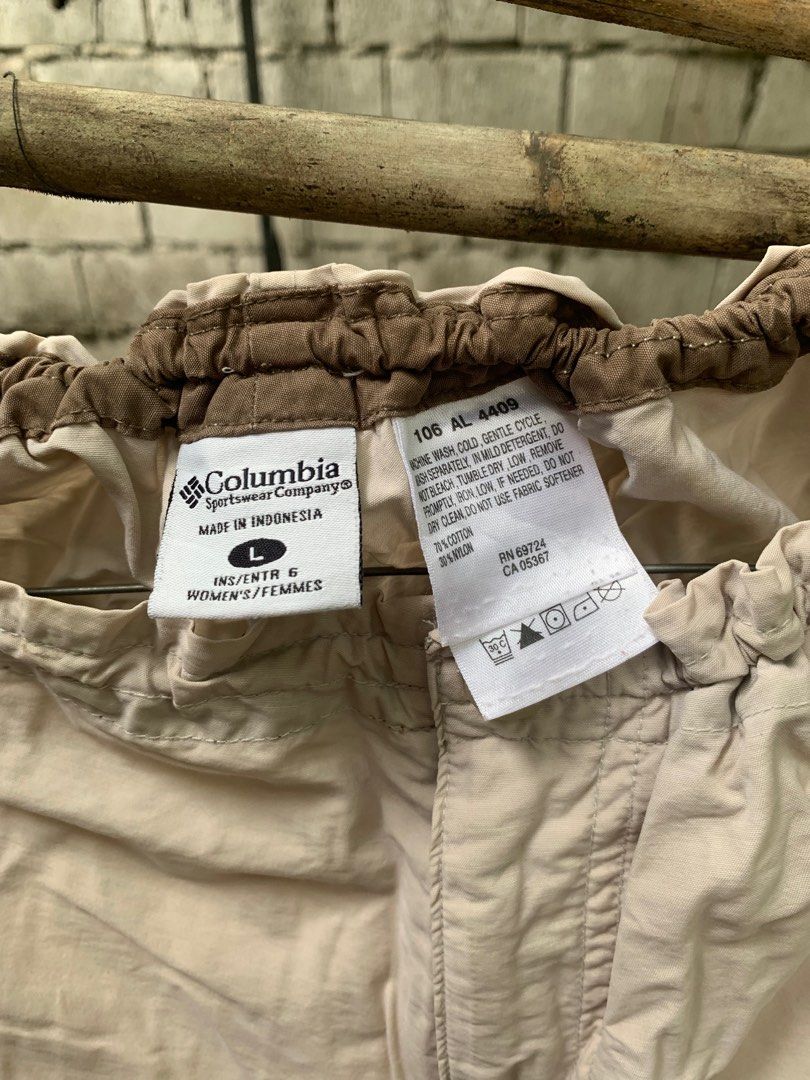 Columbia
Sportswear Company®
MADE IN INDONESIA
L
INS/ENTR 6
WOMEN'S/FEMMES
106 AL 4409
MACHINE WASH, COLD, GENTLE CYCLE,
WASH SEPARATELY, IN MILD DETERGENT, DO
NOT BLEACH, TUMBLE DRY, LOW, REMOVE
PROMPTLY, IRON LOW, IF NEEDED, DO NOT
DRY CLEAN DO NOT USE FABRIC SOFTENER
70% COTTON
30% NYLON
RN 69724
CA 05367
30 C